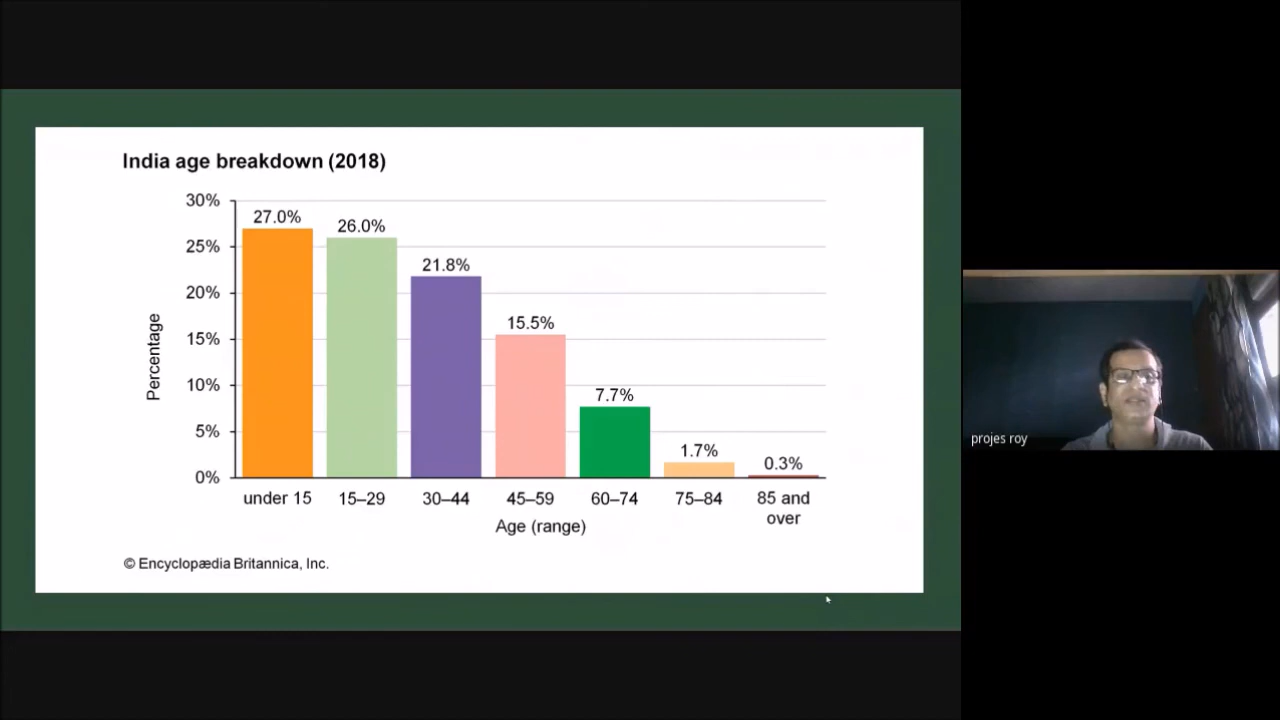 India age breakdown (2018)
30%
25%
20%
15%
10%
5%
0%
Percentage
27.0%
26.0%
21.8%
15.5%
7.7%
1.7%
0.3%
under 15
15–29
30–44
45–59
60–74
75–84
85 and
over
Age (range)
© Encyclopædia Britannica, Inc.
projes roy